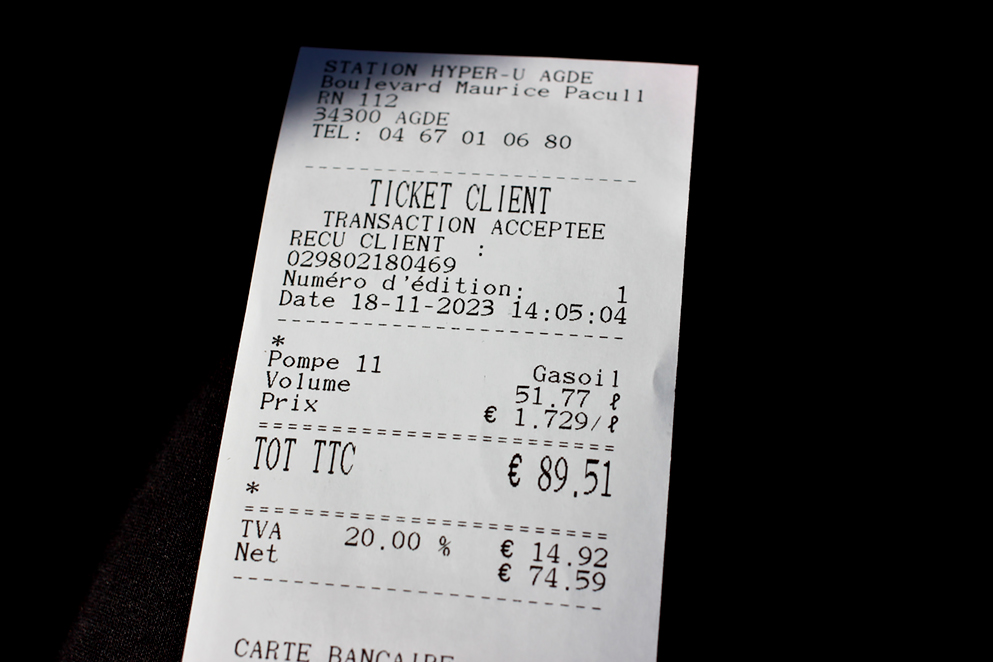 STATION HYPER-U AGDE
Boulevard Maurice Pacull
RN 112
34300 AGDE
TEL: 04 67 01 06 80
--------------------------------
TICKET CLIENT
TRANSACTION ACCEPTEE
RECU CLIENT :
029802180469
Numéro d'édition: 1
Date 18-11-2023 14:05:04
--------------------------------
*
Pompe 11 Gasoil
Volume 51.77 ℓ
Prix € 1.729/ℓ
================================
TOT TTC € 89.51
*
================================
TVA 20.00 % € 14.92
Net € 74.59
--------------------------------
CARTE BANCAIRE